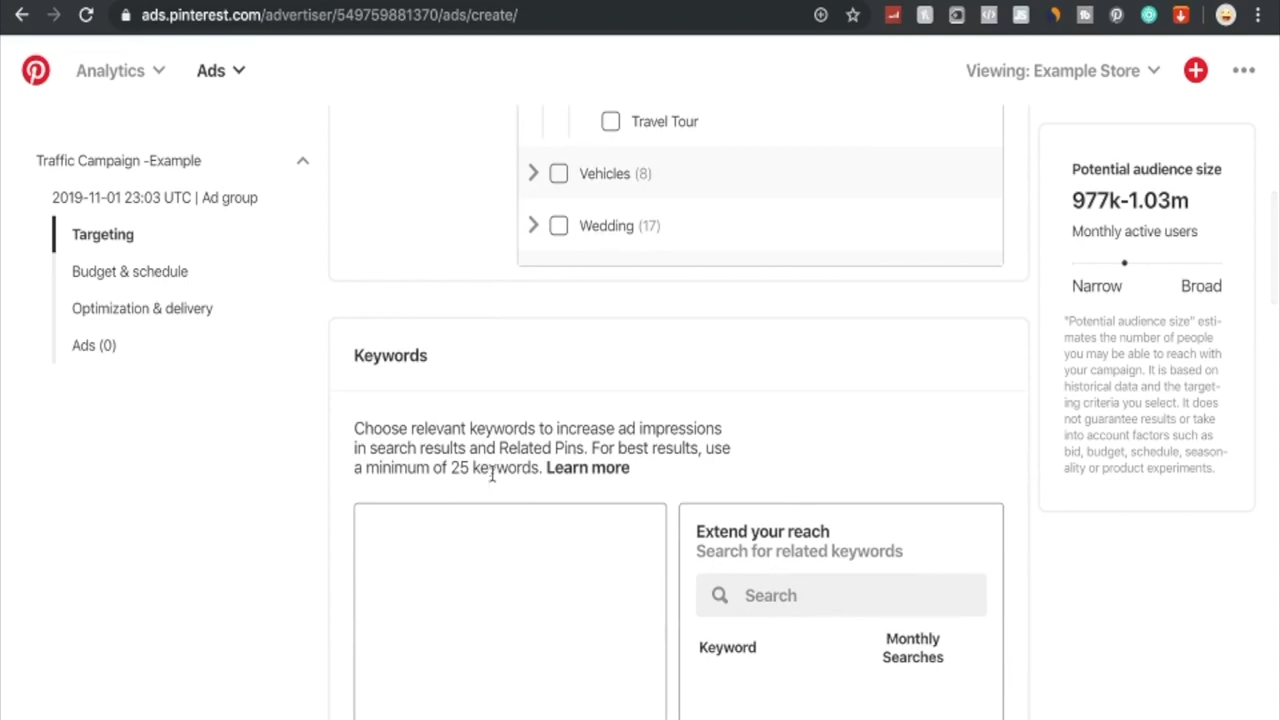 ads.pinterest.com/advertiser/549759881370/ads/create/
Analytics
Ads
Viewing: Example Store
Traffic Campaign -Example
2019-11-01 23:03 UTC | Ad group
Targeting
Budget & schedule
Optimization & delivery
Ads (0)
Travel Tour
Vehicles (8)
Wedding (17)
Keywords
Choose relevant keywords to increase ad impressions
in search results and Related Pins. For best results, use
a minimum of 25 keywords. Learn more
Extend your reach
Search for related keywords
Search
Keyword
Monthly
Searches
Potential audience size
977k-1.03m
Monthly active users
Narrow
Broad
"Potential audience size" esti-
mates the number of people
you may be able to reach with
your campaign. It is based on
historical data and the target-
ing criteria you select. It does
not guarantee results or take
into account factors such as
bid, budget, schedule, season-
ality or product experiments.